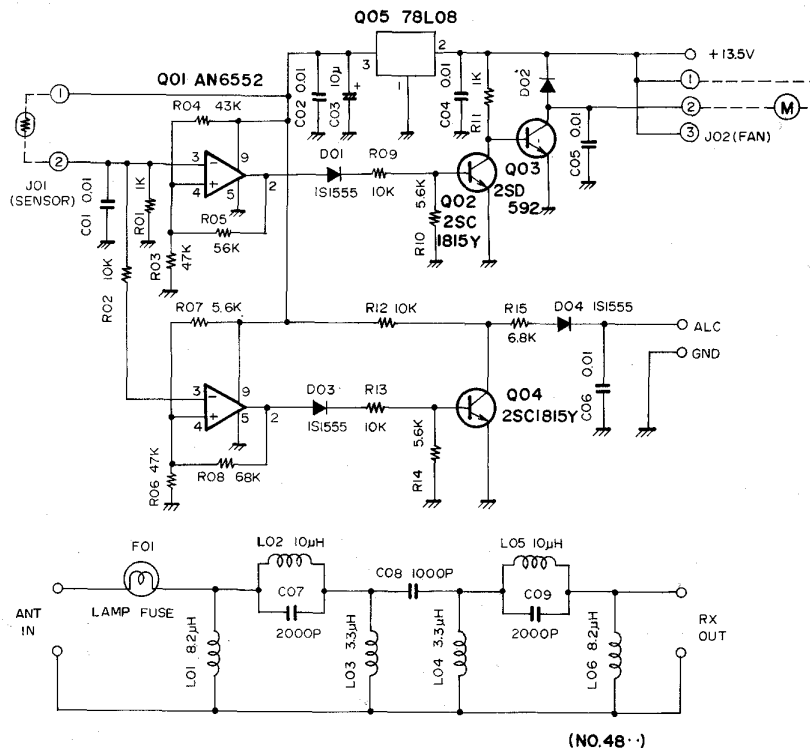 Q05 78L08
Q01 AN6552
3
2
1
C02 0.01
C03 10μ
+
C04 0.01
R11 1K
D02
+13.5V
1
2
M
3 J02(FAN)
C05 0.01
1
R04 43K
2
J01
(SENSOR)
C01 0.01
R01 1K
3
4
−
+
9
5
2
D01
1S1555
R09
10K
5.6K
R10
Q02
2SC
1815Y
Q03
2SD
592
R05
56K
R03
47K
R02 10K
R07 5.6K
R12 10K
R15
6.8K
D04 1S1555
ALC
GND
0.01
C06
3
4
−
+
9
5
2
D03
1S1555
R13
10K
5.6K
R14
Q04
2SC1815Y
R06 47K
R08 68K
F01
LAMP FUSE
ANT
IN
L01 8.2μH
L02 10μH
C07
2000P
C08 1000P
L03 3.3μH
L04 3.3μH
L05 10μH
C09
2000P
L06 8.2μH
RX
OUT
(NO.48··)